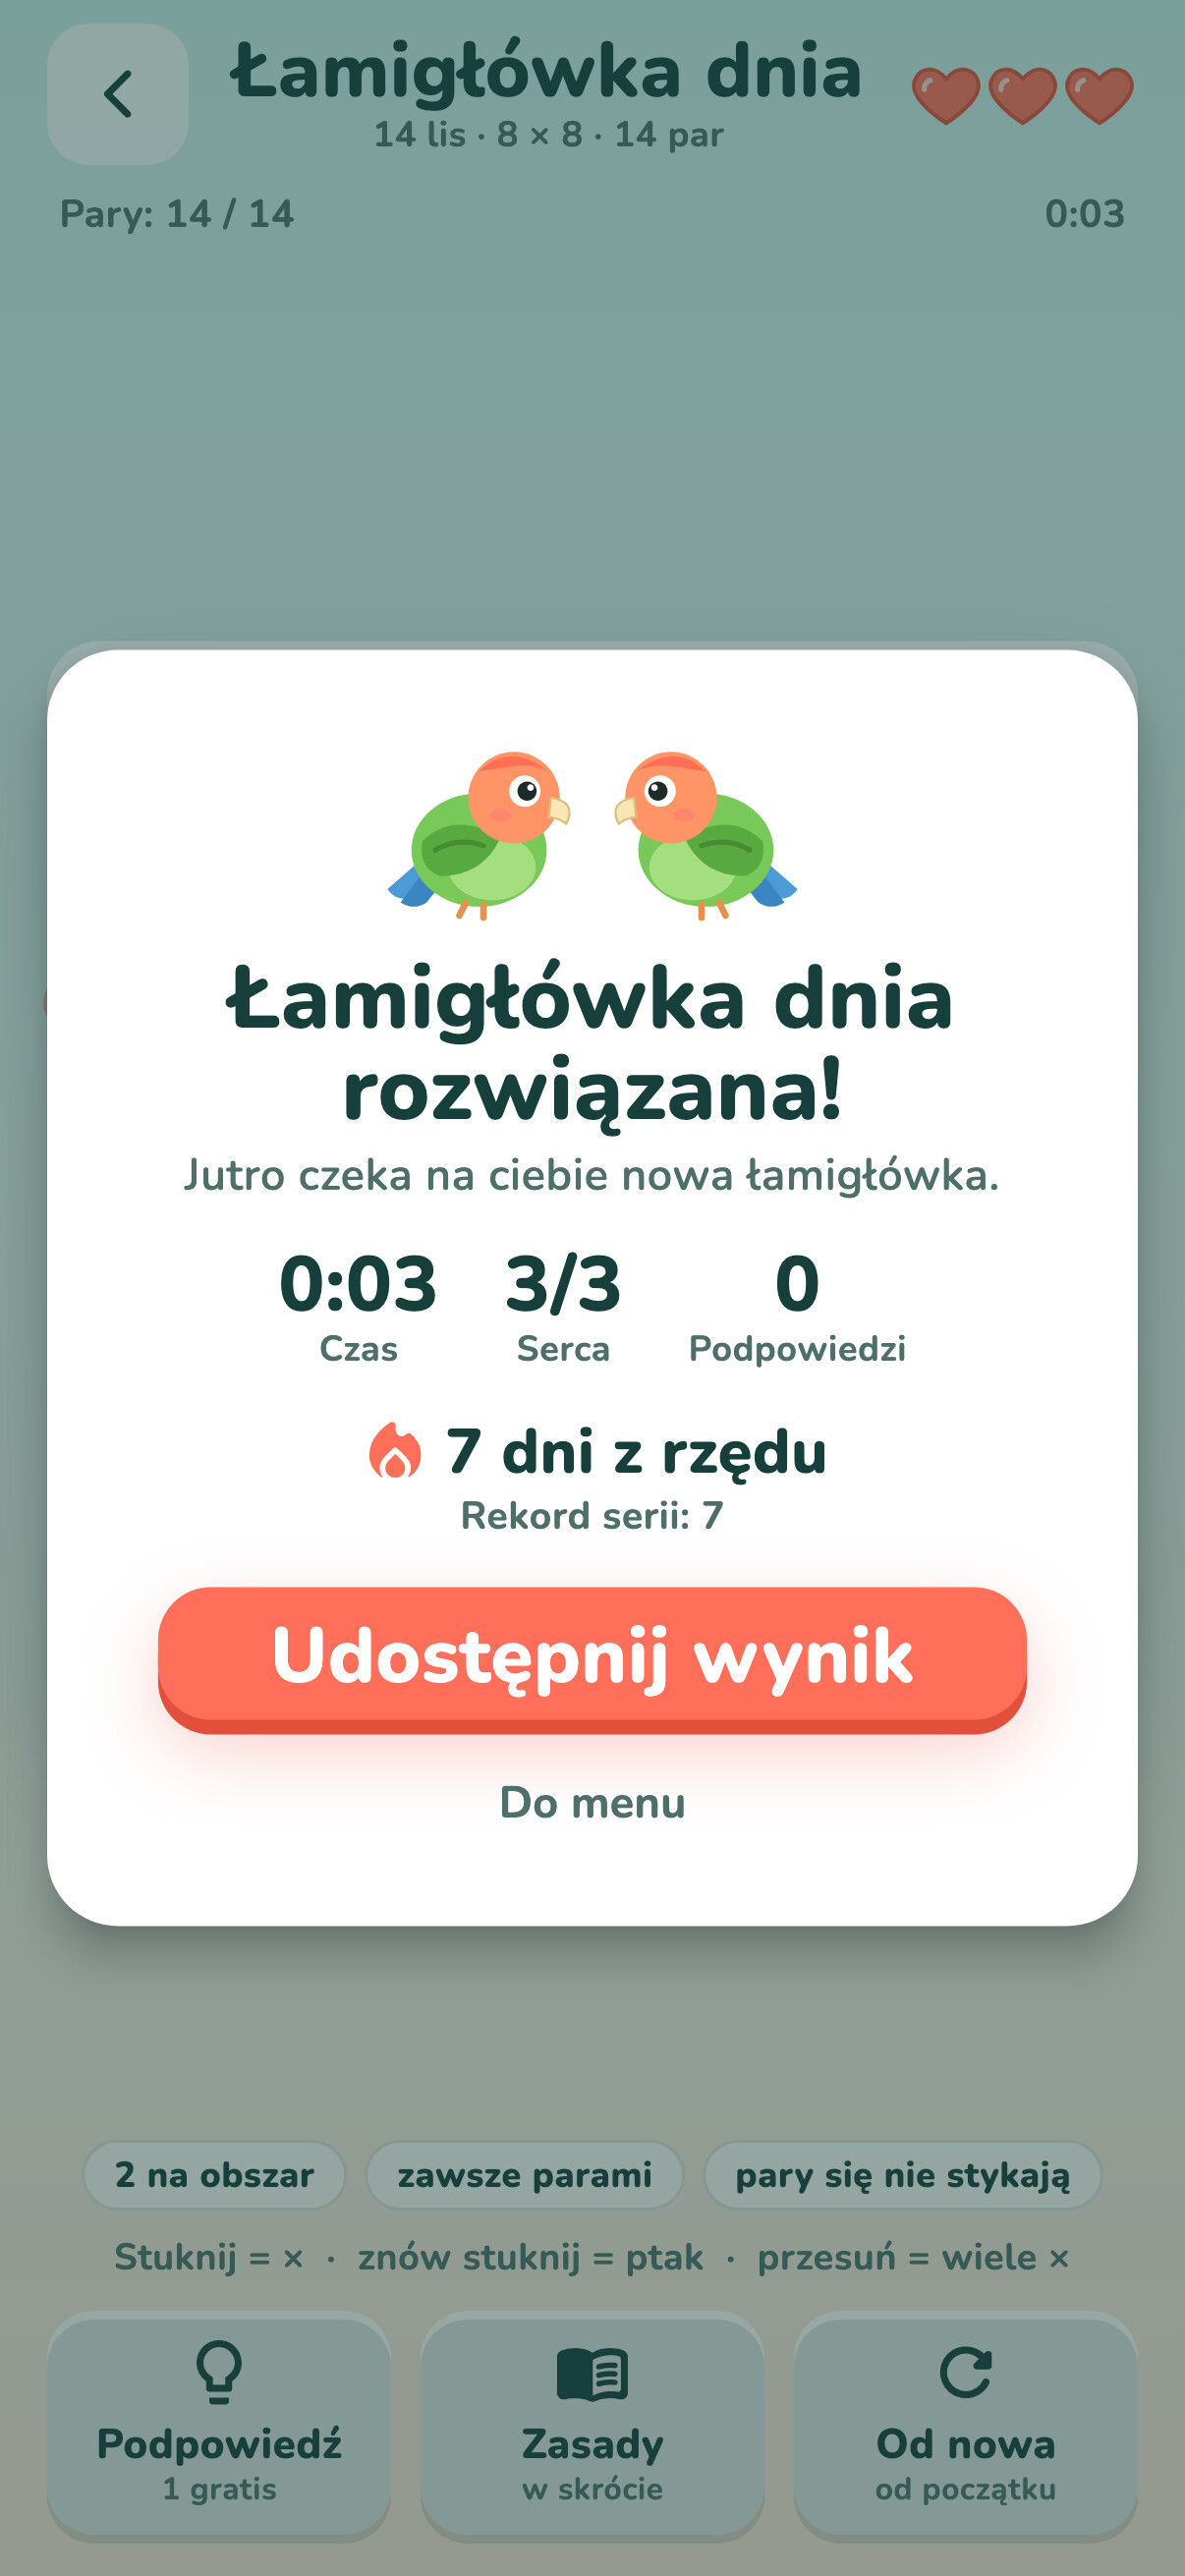 Łamigłówka dnia
14 lis · 8 × 8 · 14 par
Pary: 14 / 14
0:03
Łamigłówka dnia
rozwiązana!
Jutro czeka na ciebie nowa łamigłówka.
0:03 3/3 0
Czas Serca Podpowiedzi
7 dni z rzędu
Rekord serii: 7
Udostępnij wynik
Do menu
2 na obszar zawsze parami pary się nie stykają
Stuknij = × · znów stuknij = ptak · przesuń = wiele ×
Podpowiedź Zasady Od nowa
1 gratis w skrócie od początku